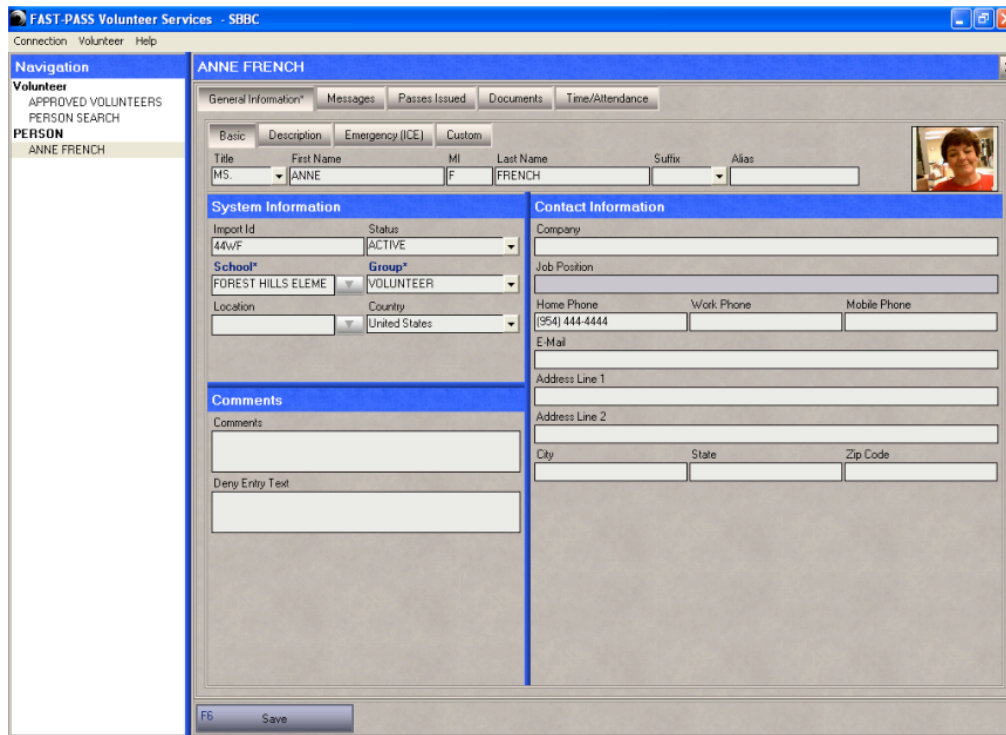 FAST-PASS Volunteer Services - SBBC
Connection Volunteer Help
Navigation
Volunteer
APPROVED VOLUNTEERS
PERSON SEARCH
PERSON
ANNE FRENCH
ANNE FRENCH
General Information* Messages Passes Issued Documents Time/Attendance
Basic Description Emergency (ICE) Custom
Title First Name MI Last Name Suffix Alias
MS. ANNE F FRENCH
System Information
Import Id Status
44WF ACTIVE
School* Group*
FOREST HILLS ELEME VOLUNTEER
Location Country
United States
Comments
Comments
Deny Entry Text
Contact Information
Company
Job Position
Home Phone Work Phone Mobile Phone
(954) 444-4444
E-Mail
Address Line 1
Address Line 2
City State Zip Code
F6 Save